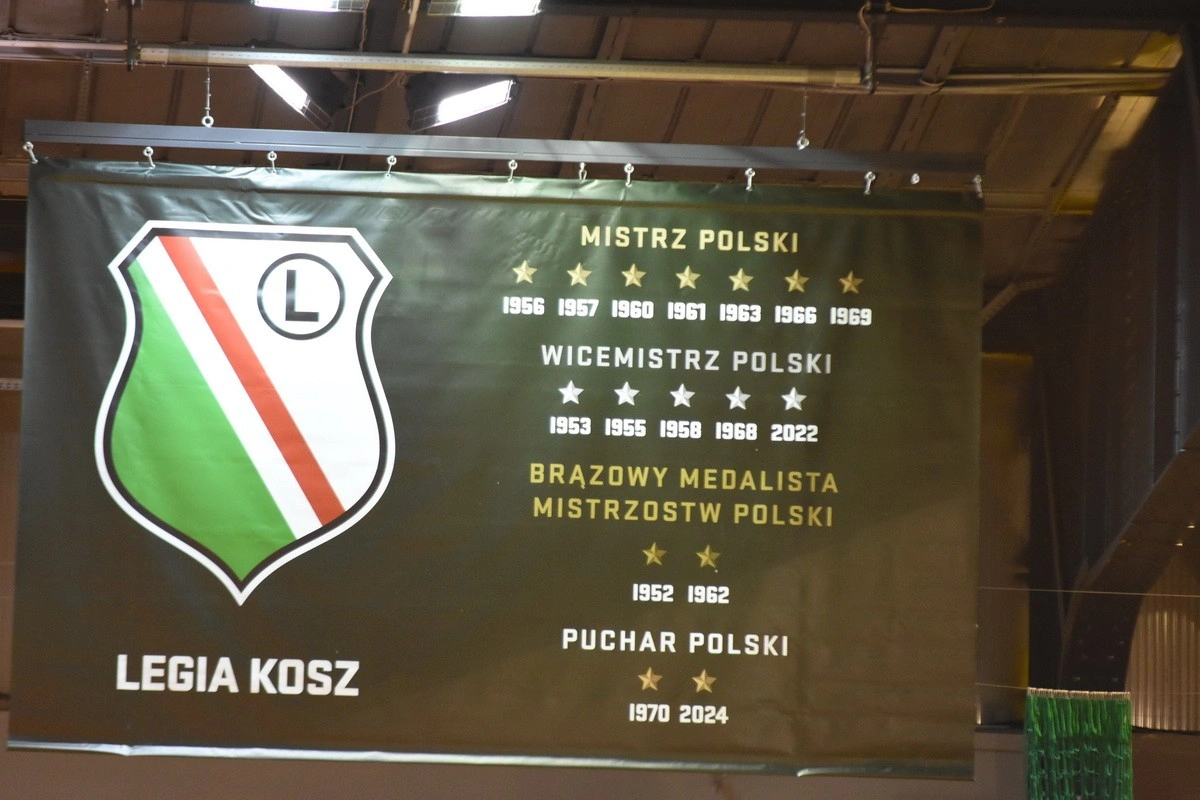 L
LEGIA KOSZ
MISTRZ POLSKI
1956 1957 1960 1961 1963 1966 1969
WICEMISTRZ POLSKI
1953 1955 1958 1968 2022
BRĄZOWY MEDALISTA
MISTRZOSTW POLSKI
1952 1962
PUCHAR POLSKI
1970 2024